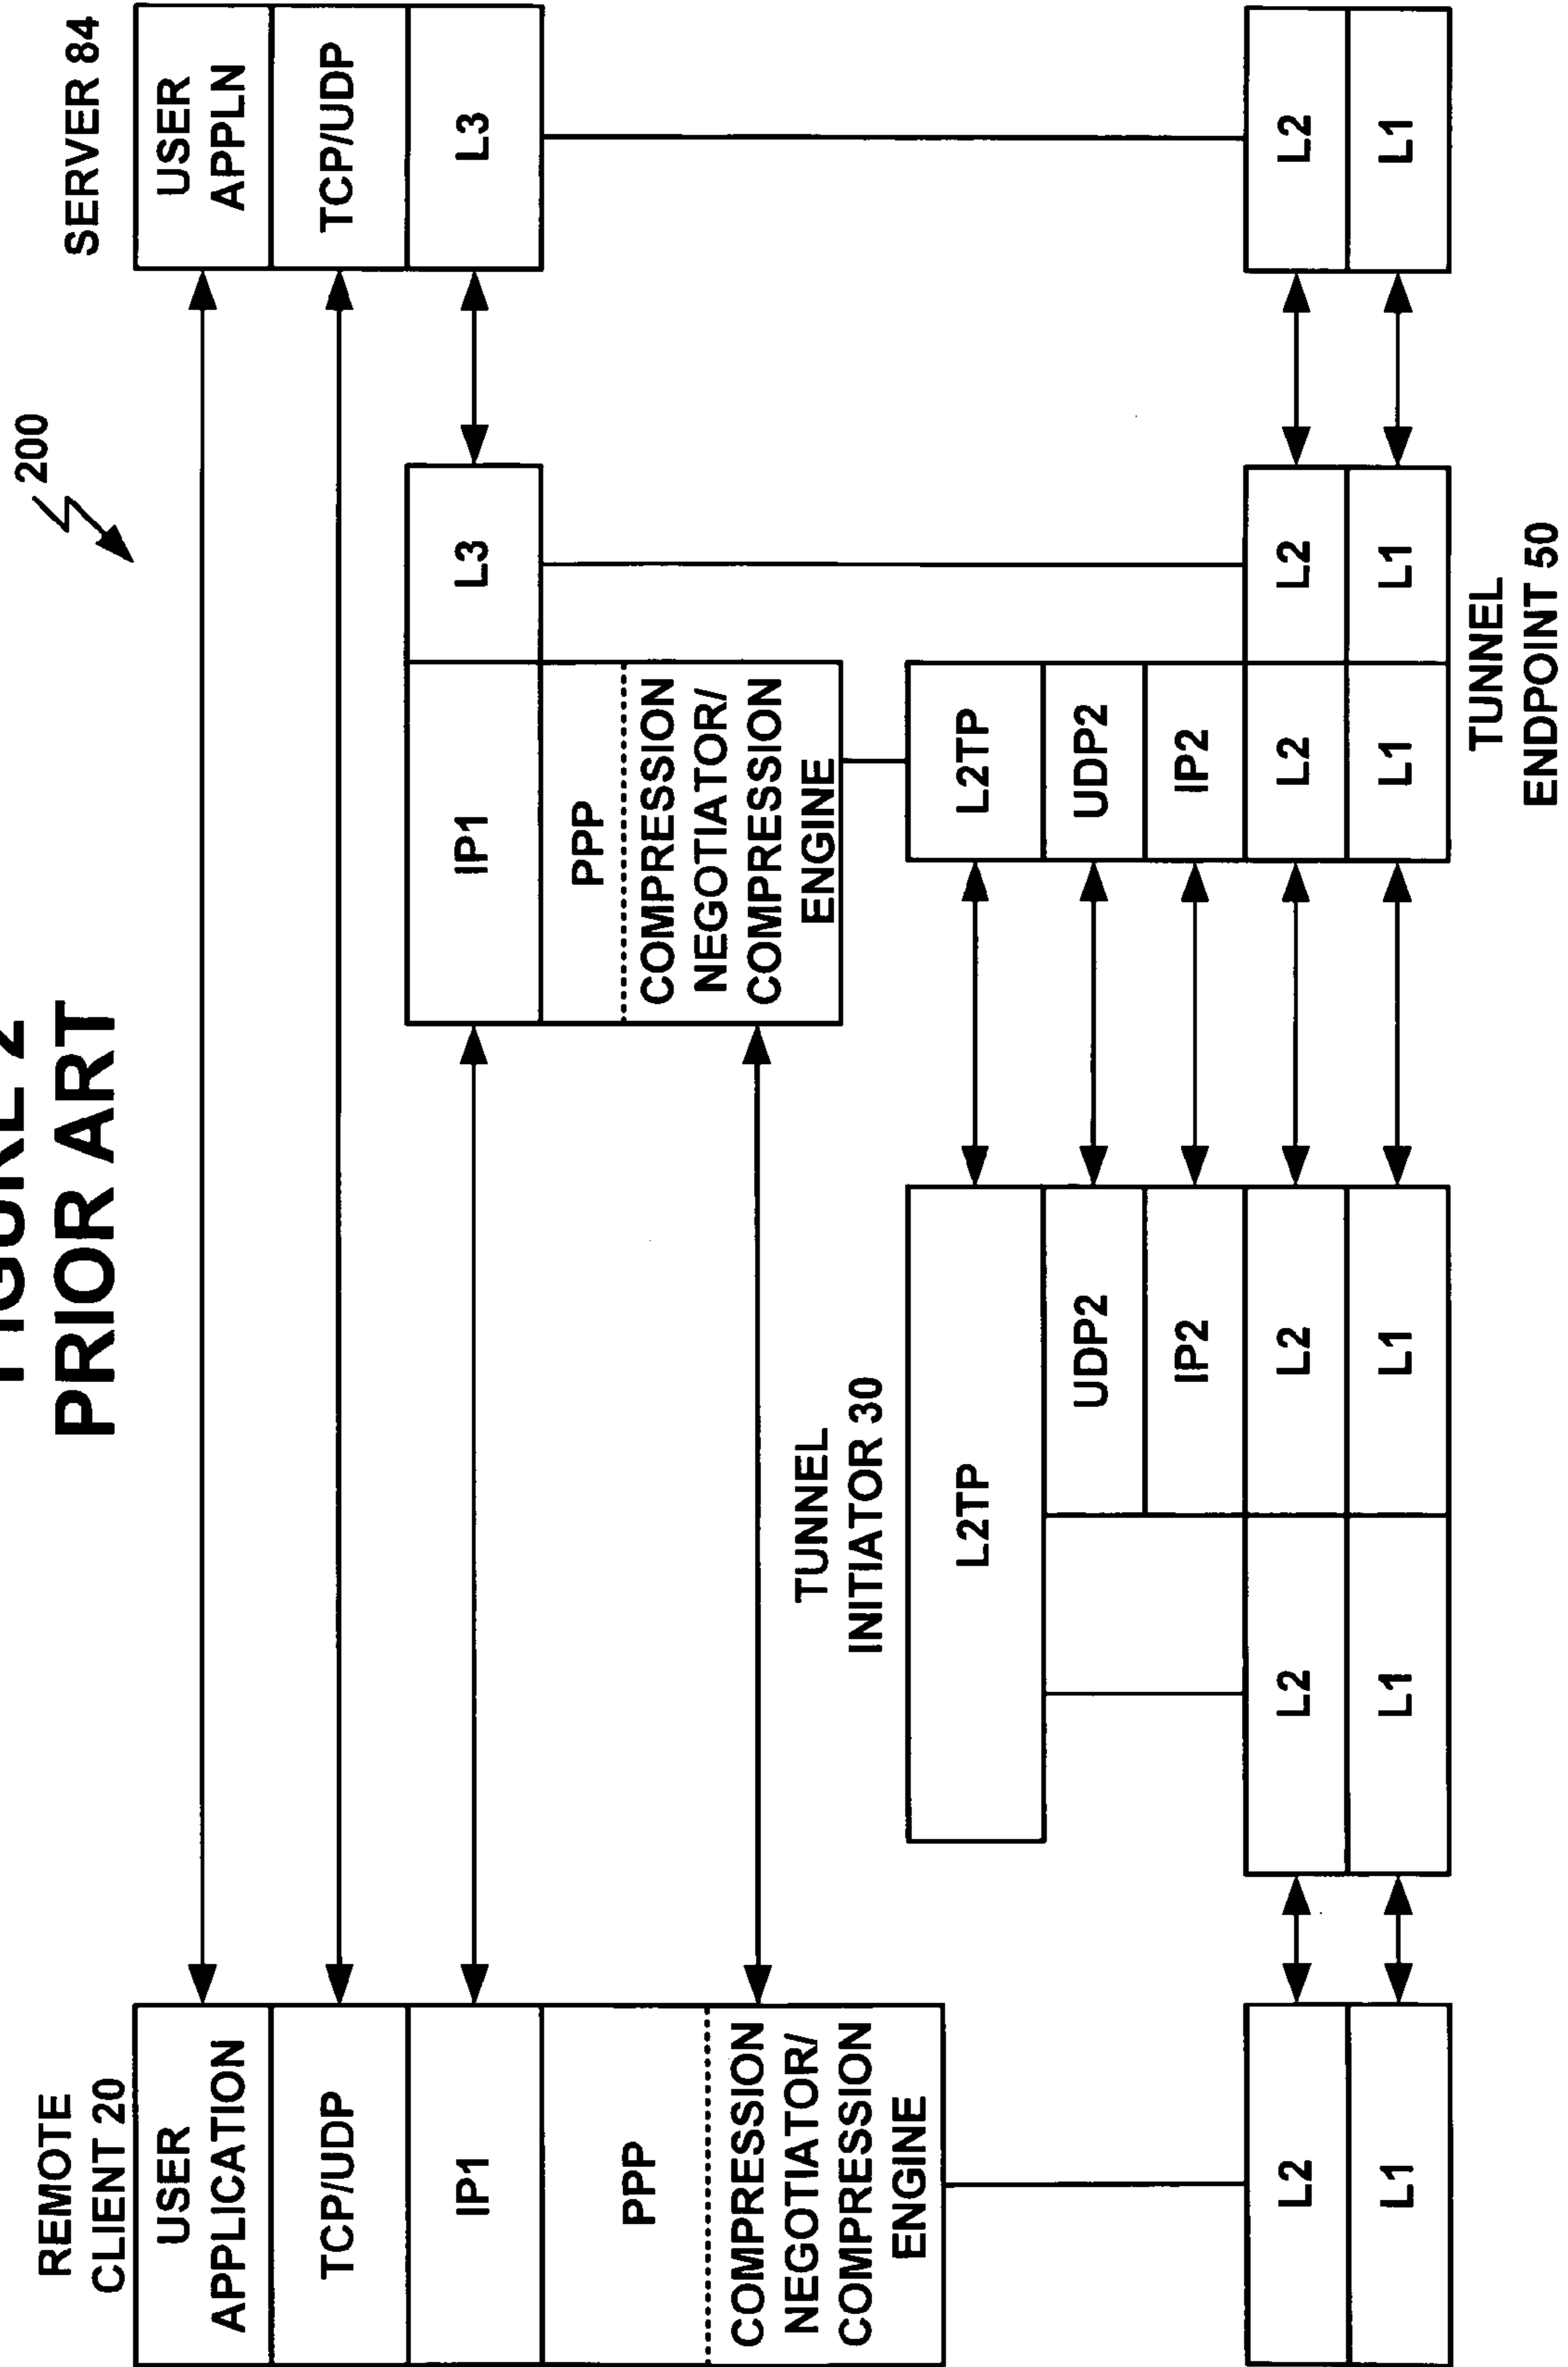 FIGURE 2
PRIOR ART
200
REMOTE
CLIENT 20
USER
APPLICATION
TCP/UDP
IP1
PPP
COMPRESSION
NEGOTIATOR/
COMPRESSION
ENGINE
L2
L1
TUNNEL
INITIATOR 30
L2TP
UDP2
IP2
L2
L2
L1
L1
IP1
L3
PPP
COMPRESSION
NEGOTIATOR/
COMPRESSION
ENGINE
L2TP
UDP2
IP2
L2
L2
L1
L1
TUNNEL
ENDPOINT 50
SERVER 84
USER
APPLN
TCP/UDP
L3
L2
L1